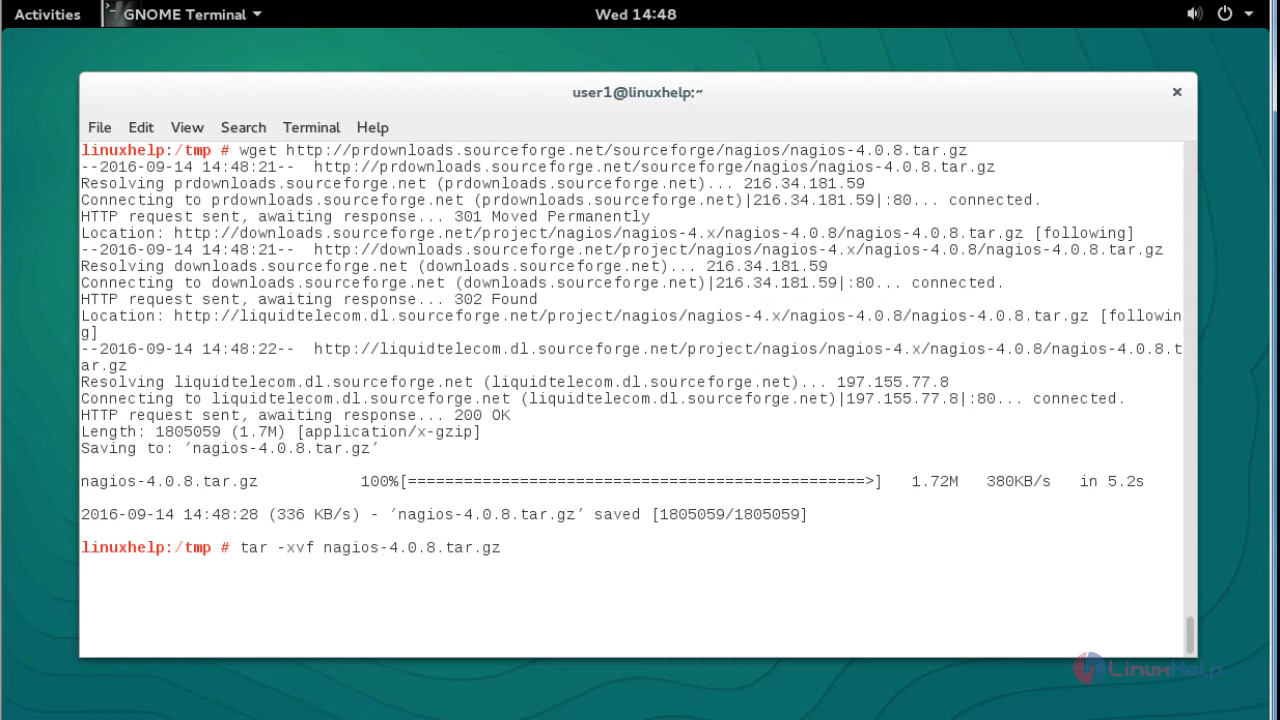 Activities GNOME Terminal Wed 14:48
user1@linuxhelp:~ ×
File Edit View Search Terminal Help
linuxhelp:/tmp # wget http://prdownloads.sourceforge.net/sourceforge/nagios/nagios-4.0.8.tar.gz
--2016-09-14 14:48:21-- http://prdownloads.sourceforge.net/sourceforge/nagios/nagios-4.0.8.tar.gz
Resolving prdownloads.sourceforge.net (prdownloads.sourceforge.net)... 216.34.181.59
Connecting to prdownloads.sourceforge.net (prdownloads.sourceforge.net)|216.34.181.59|:80... connected.
HTTP request sent, awaiting response... 301 Moved Permanently
Location: http://downloads.sourceforge.net/project/nagios/nagios-4.x/nagios-4.0.8/nagios-4.0.8.tar.gz [following]
--2016-09-14 14:48:21-- http://downloads.sourceforge.net/project/nagios/nagios-4.x/nagios-4.0.8/nagios-4.0.8.tar.gz
Resolving downloads.sourceforge.net (downloads.sourceforge.net)... 216.34.181.59
Connecting to downloads.sourceforge.net (downloads.sourceforge.net)|216.34.181.59|:80... connected.
HTTP request sent, awaiting response... 302 Found
Location: http://liquidtelecom.dl.sourceforge.net/project/nagios/nagios-4.x/nagios-4.0.8/nagios-4.0.8.tar.gz [followin
g]
--2016-09-14 14:48:22-- http://liquidtelecom.dl.sourceforge.net/project/nagios/nagios-4.x/nagios-4.0.8/nagios-4.0.8.t
ar.gz
Resolving liquidtelecom.dl.sourceforge.net (liquidtelecom.dl.sourceforge.net)... 197.155.77.8
Connecting to liquidtelecom.dl.sourceforge.net (liquidtelecom.dl.sourceforge.net)|197.155.77.8|:80... connected.
HTTP request sent, awaiting response... 200 OK
Length: 1805059 (1.7M) [application/x-gzip]
Saving to: ‘nagios-4.0.8.tar.gz’
nagios-4.0.8.tar.gz 100%[=================================================>] 1.72M 380KB/s in 5.2s
2016-09-14 14:48:28 (336 KB/s) - ‘nagios-4.0.8.tar.gz’ saved [1805059/1805059]
linuxhelp:/tmp # tar -xvf nagios-4.0.8.tar.gz
LinuxHelp